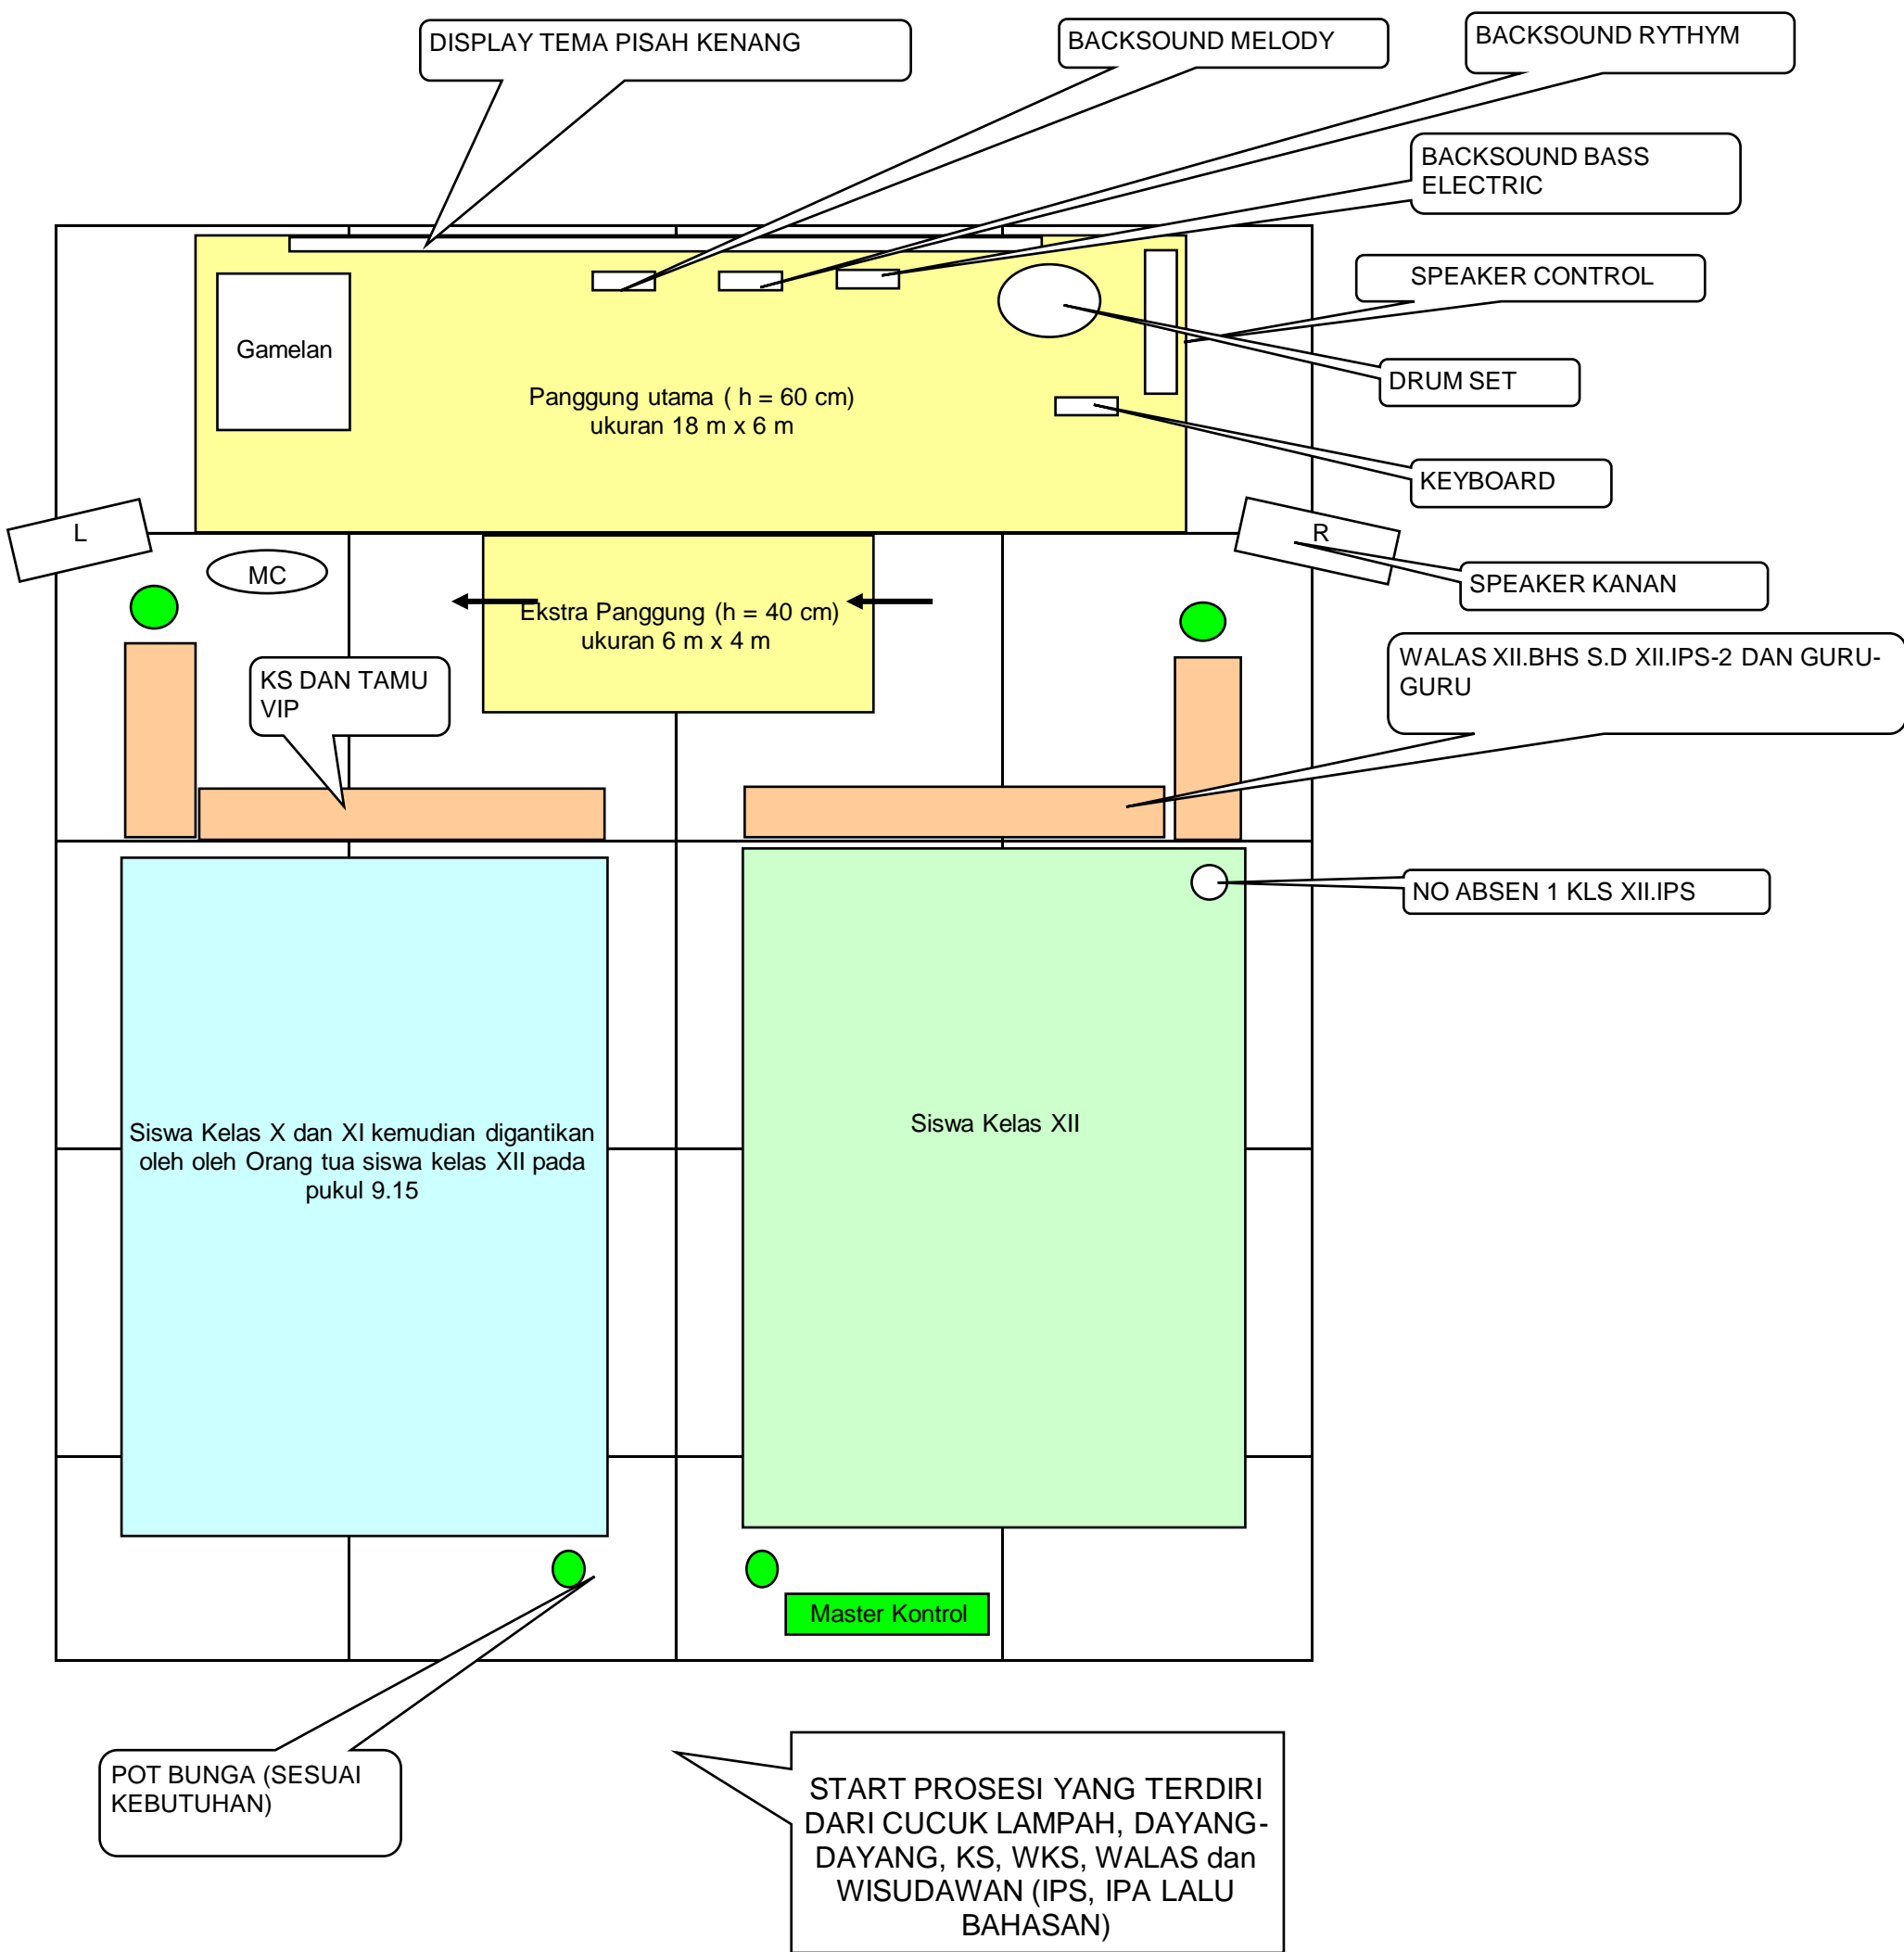 DISPLAY TEMA PISAH KENANG
BACKSOUND MELODY
BACKSOUND RYTHYM
BACKSOUND BASS
ELECTRIC
SPEAKER CONTROL
Gamelan
DRUM SET
Panggung utama ( h = 60 cm)
ukuran 18 m x 6 m
KEYBOARD
L
R
MC
SPEAKER KANAN
Ekstra Panggung (h = 40 cm)
ukuran 6 m x 4 m
KS DAN TAMU
VIP
WALAS XII.BHS S.D XII.IPS-2 DAN GURU-
GURU
NO ABSEN 1 KLS XII.IPS
Siswa Kelas X dan XI kemudian digantikan
oleh oleh Orang tua siswa kelas XII pada
pukul 9.15
Siswa Kelas XII
Master Kontrol
POT BUNGA (SESUAI
KEBUTUHAN)
START PROSESI YANG TERDIRI
DARI CUCUK LAMPAH, DAYANG-
DAYANG, KS, WKS, WALAS dan
WISUDAWAN (IPS, IPA LALU
BAHASAN)